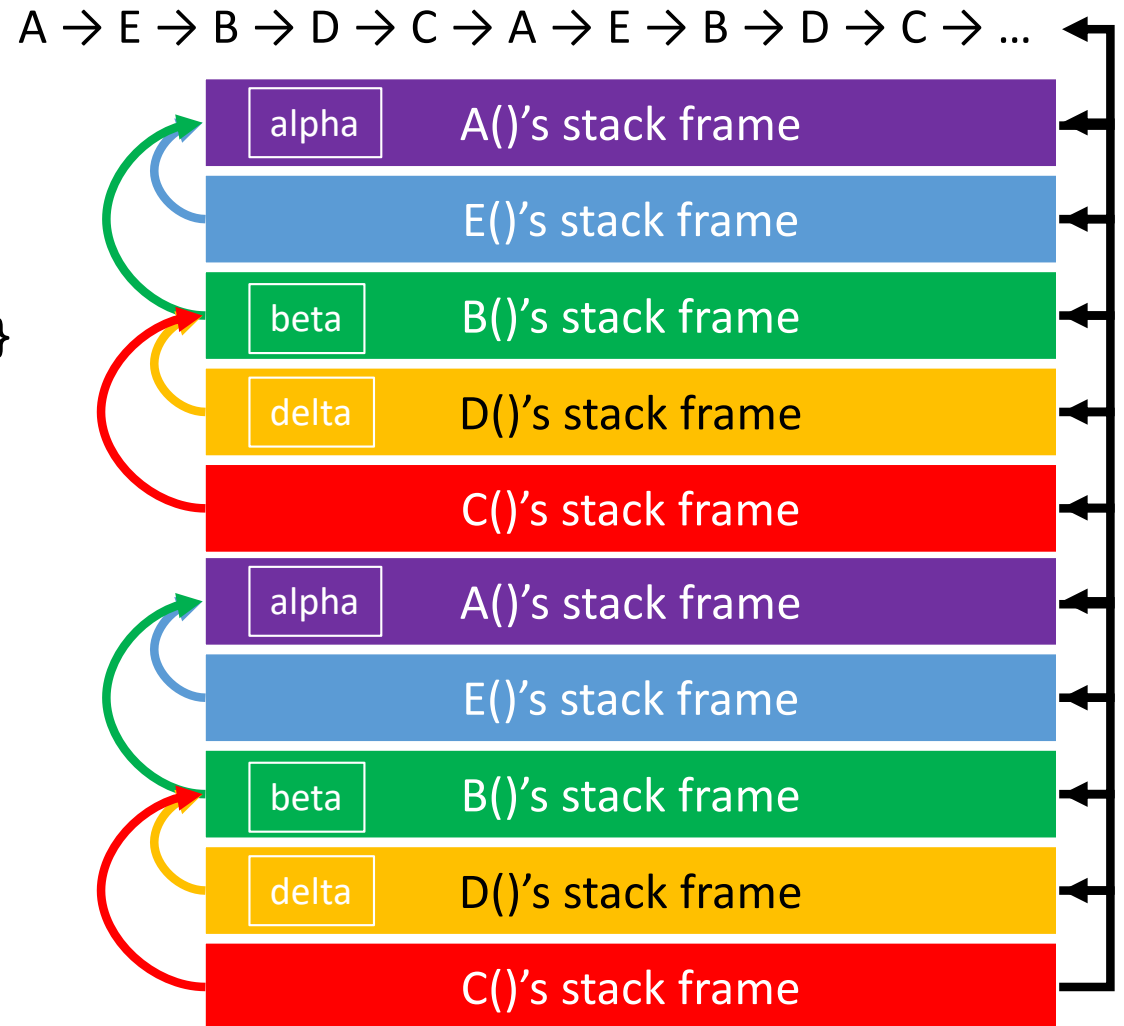 A → E → B → D → C → A → E → B → D → C → …
alpha A()’s stack frame
E()’s stack frame
}
beta B()’s stack frame
delta D()’s stack frame
C()’s stack frame
alpha A()’s stack frame
E()’s stack frame
beta B()’s stack frame
delta D()’s stack frame
C()’s stack frame